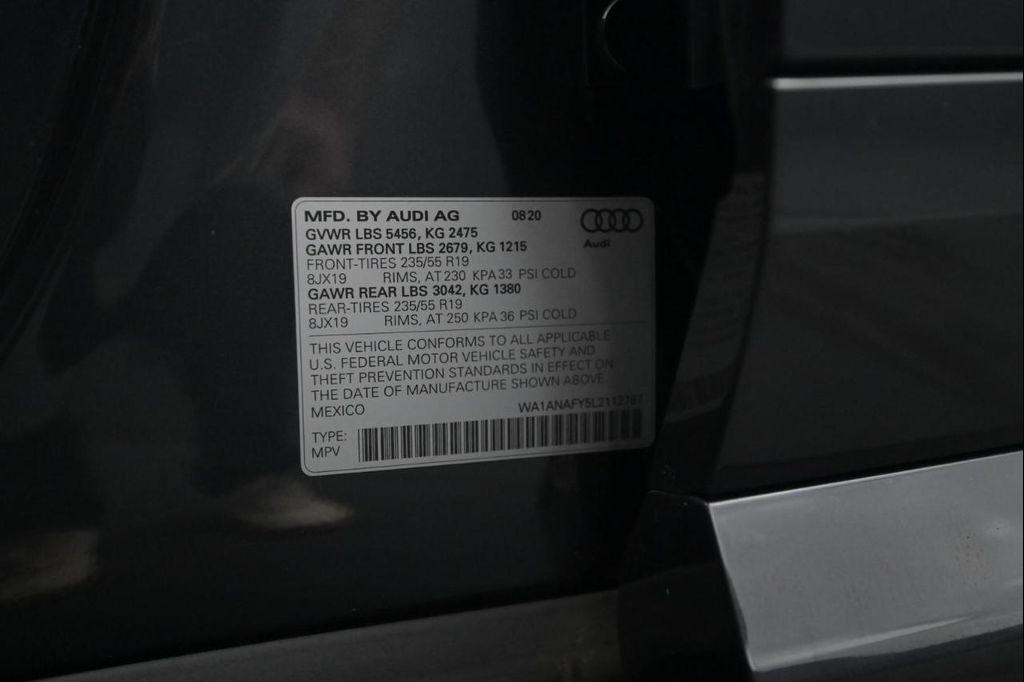 MFD. BY AUDI AG 08 20
GVWR LBS 5456, KG 2475
GAWR FRONT LBS 2679, KG 1215
Audi
FRONT-TIRES 235/55 R19
8JX19 RIMS, AT 230 KPA 33 PSI COLD
GAWR REAR LBS 3042, KG 1380
REAR-TIRES 235/55 R19
8JX19 RIMS, AT 250 KPA 36 PSI COLD
THIS VEHICLE CONFORMS TO ALL APPLICABLE
U.S. FEDERAL MOTOR VEHICLE SAFETY AND
THEFT PREVENTION STANDARDS IN EFFECT ON
THE DATE OF MANUFACTURE SHOWN ABOVE.
MEXICO WA1ANAFY5L2112787
TYPE:
MPV